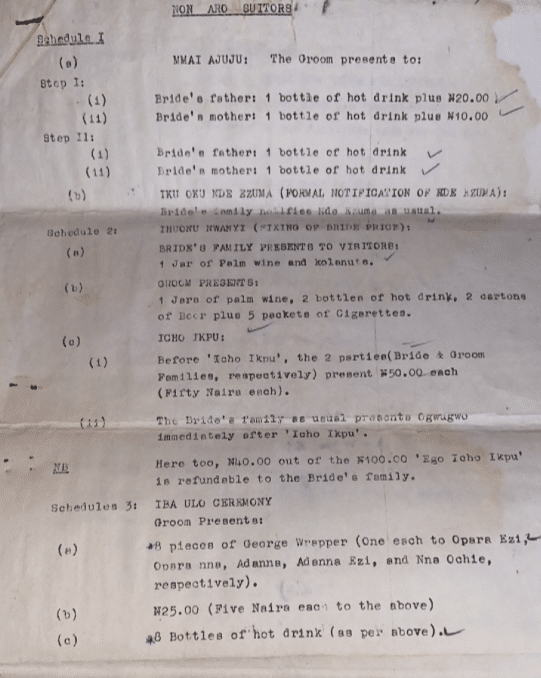 NON ARO SUITORS
Schedule I
(a) MMAI AJUJU: The Groom presents to:
Step I:
(i) Bride's father: 1 bottle of hot drink plus ₦20.00
(ii) Bride's mother: 1 bottle of hot drink plus ₦10.00
Step II:
(i) Bride's father: 1 bottle of hot drink
(ii) Bride's mother: 1 bottle of hot drink
(b) IKU OKU NDE EZUMA (FORMAL NOTIFICATION OF NDE EZUMA):
Bride's family notifies Nde Ezuma as usual.
Schedule 2: IHUONU NWANYI (FIXING OF BRIDE PRICE):
(a) BRIDE'S FAMILY PRESENTS TO VISITORS:
1 Jar of Palm wine and kolanuts.
(b) GROOM PRESENTS:
1 Jars of palm wine, 2 bottles of hot drink, 2 cartons
of Beer plus 5 packets of Cigarettes.
(c) ICHO IKPU:
(i) Before 'Icho Ikpu', the 2 parties(Bride & Groom
Families, respectively) present ₦50.00 each
(Fifty Naira each).
(ii) The Bride's family as usual presents Ogwugwo
immediately after 'Icho Ikpu'.
NB Here too, ₦40.00 out of the ₦100.00 'Ego Icho Ikpu'
is refundable to the Bride's family.
Schedules 3: IBA ULO CEREMONY
Groom Presents:
(a) *8 pieces of George Wrapper (One each to Opara Ezi,
Opara nna, Adanna, Adanna Ezi, and Nna Ochie,
respectively).
(b) ₦25.00 (Five Naira each to the above)
(c) *8 Bottles of hot drink (as per above).